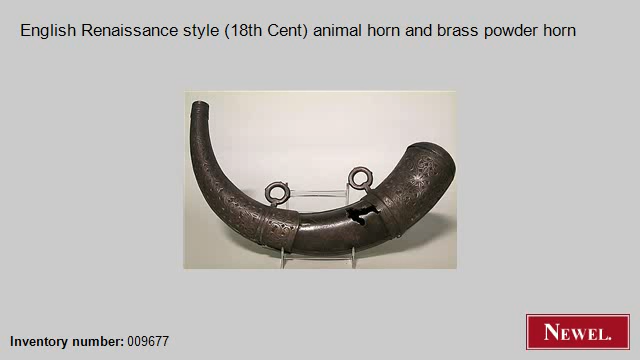 English Renaissance style (18th Cent) animal horn and brass powder horn
Inventory number: 009677
NEWEL.